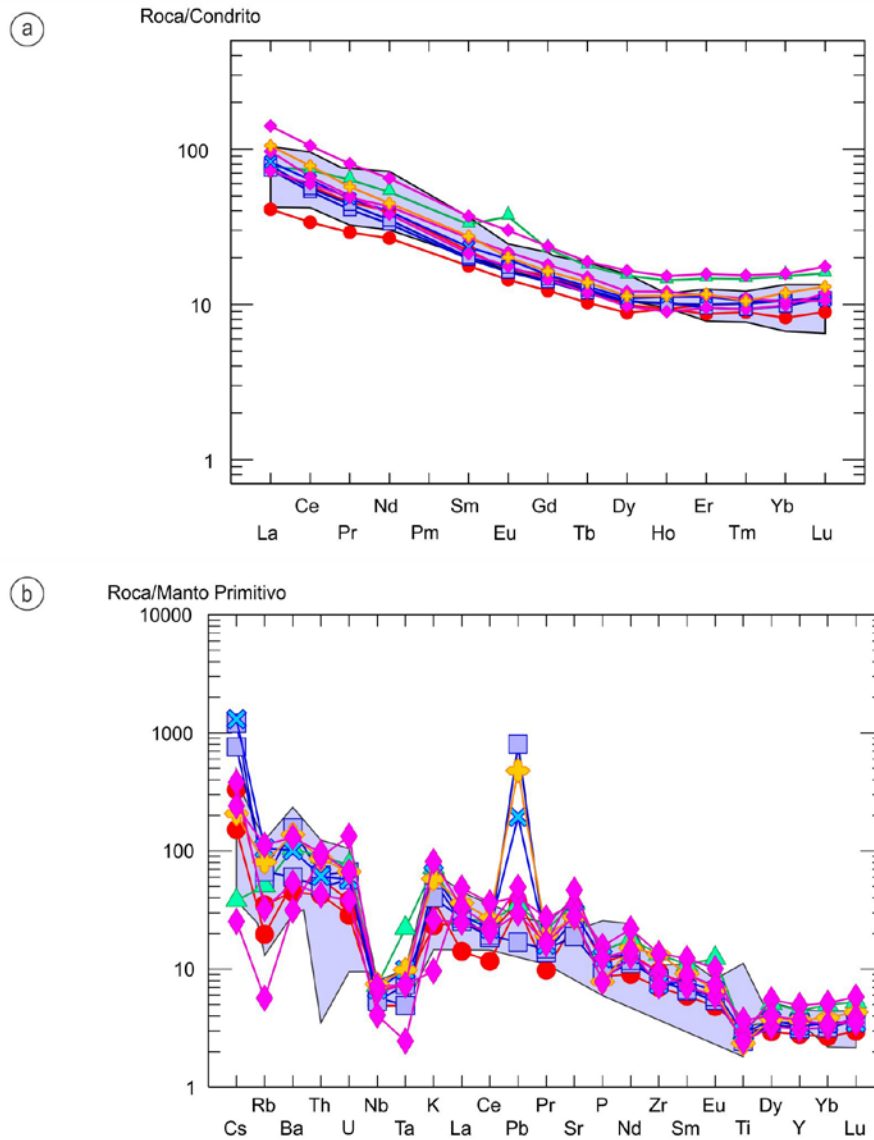 a
Roca/Condrito
100
10
1
Ce Nd Sm Gd Dy Er Yb
La Pr Pm Eu Tb Ho Tm Lu
b
Roca/Manto Primitivo
10000
1000
100
10
1
Rb Th Nb K Ce Pr P Zr Eu Dy Yb
Cs Ba U Ta La Pb Sr Nd Sm Ti Y Lu